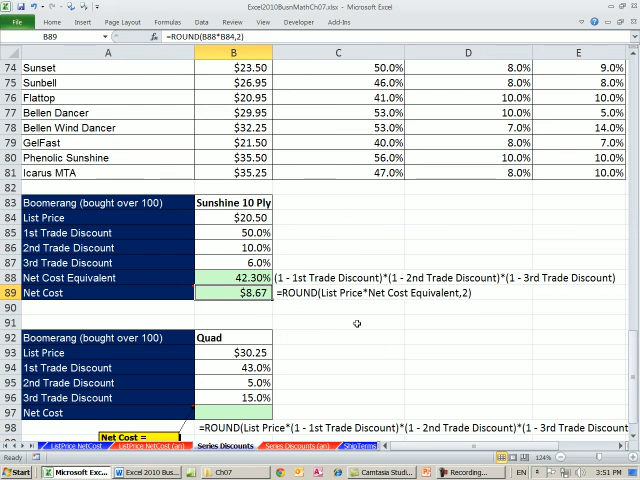 Excel2010BusnMathCh07.xlsx - Microsoft Excel
File Home Insert Page Layout Formulas Data Review View Developer Add-Ins
B89 fx =ROUND(B88*B84,2)
A B C D E
74 Sunset $23.50 50.0% 8.0% 9.0%
75 Sunbell $26.95 46.0% 8.0% 8.0%
76 Flattop $20.95 41.0% 10.0% 10.0%
77 Bellen Dancer $29.95 53.0% 10.0% 10.0%
78 Bellen Wind Dancer $32.25 53.0% 7.0% 14.0%
79 GelFast $21.50 40.0% 8.0% 7.0%
80 Phenolic Sunshine $35.50 56.0% 10.0% 10.0%
81 Icarus MTA $35.25 47.0% 8.0% 10.0%
82
83 Boomerang (bought over 100) Sunshine 10 Ply
84 List Price $20.50
85 1st Trade Discount 50.0%
86 2nd Trade Discount 10.0%
87 3rd Trade Discount 6.0%
88 Net Cost Equivalent 42.30% (1 - 1st Trade Discount)*(1 - 2nd Trade Discount)*(1 - 3rd Trade Discount)
89 Net Cost $8.67 =ROUND(List Price*Net Cost Equivalent,2)
90
91
92 Boomerang (bought over 100) Quad
93 List Price $30.25
94 1st Trade Discount 43.0%
95 2nd Trade Discount 5.0%
96 3rd Trade Discount 15.0%
97 Net Cost
98 =ROUND(List Price*(1 - 1st Trade Discount)*(1 - 2nd Trade Discount)*(1 - 3rd Trade Discount
Net Cost =
ListPrice NetCost ListPrice NetCost (an) Series Discounts Series Discounts (an) ShipTerms
Ready 124%
Start Microsoft Exc... Excel 2010 Busi... Ch07 Camtasia Studi... Recording... EN 3:51 PM